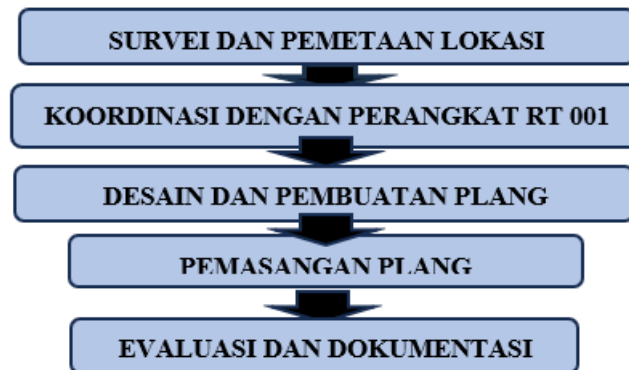 SURVEI DAN PEMETAAN LOKASI
KOORDINASI DENGAN PERANGKAT RT 001
DESAIN DAN PEMBUATAN PLANG
PEMASANGAN PLANG
EVALUASI DAN DOKUMENTASI